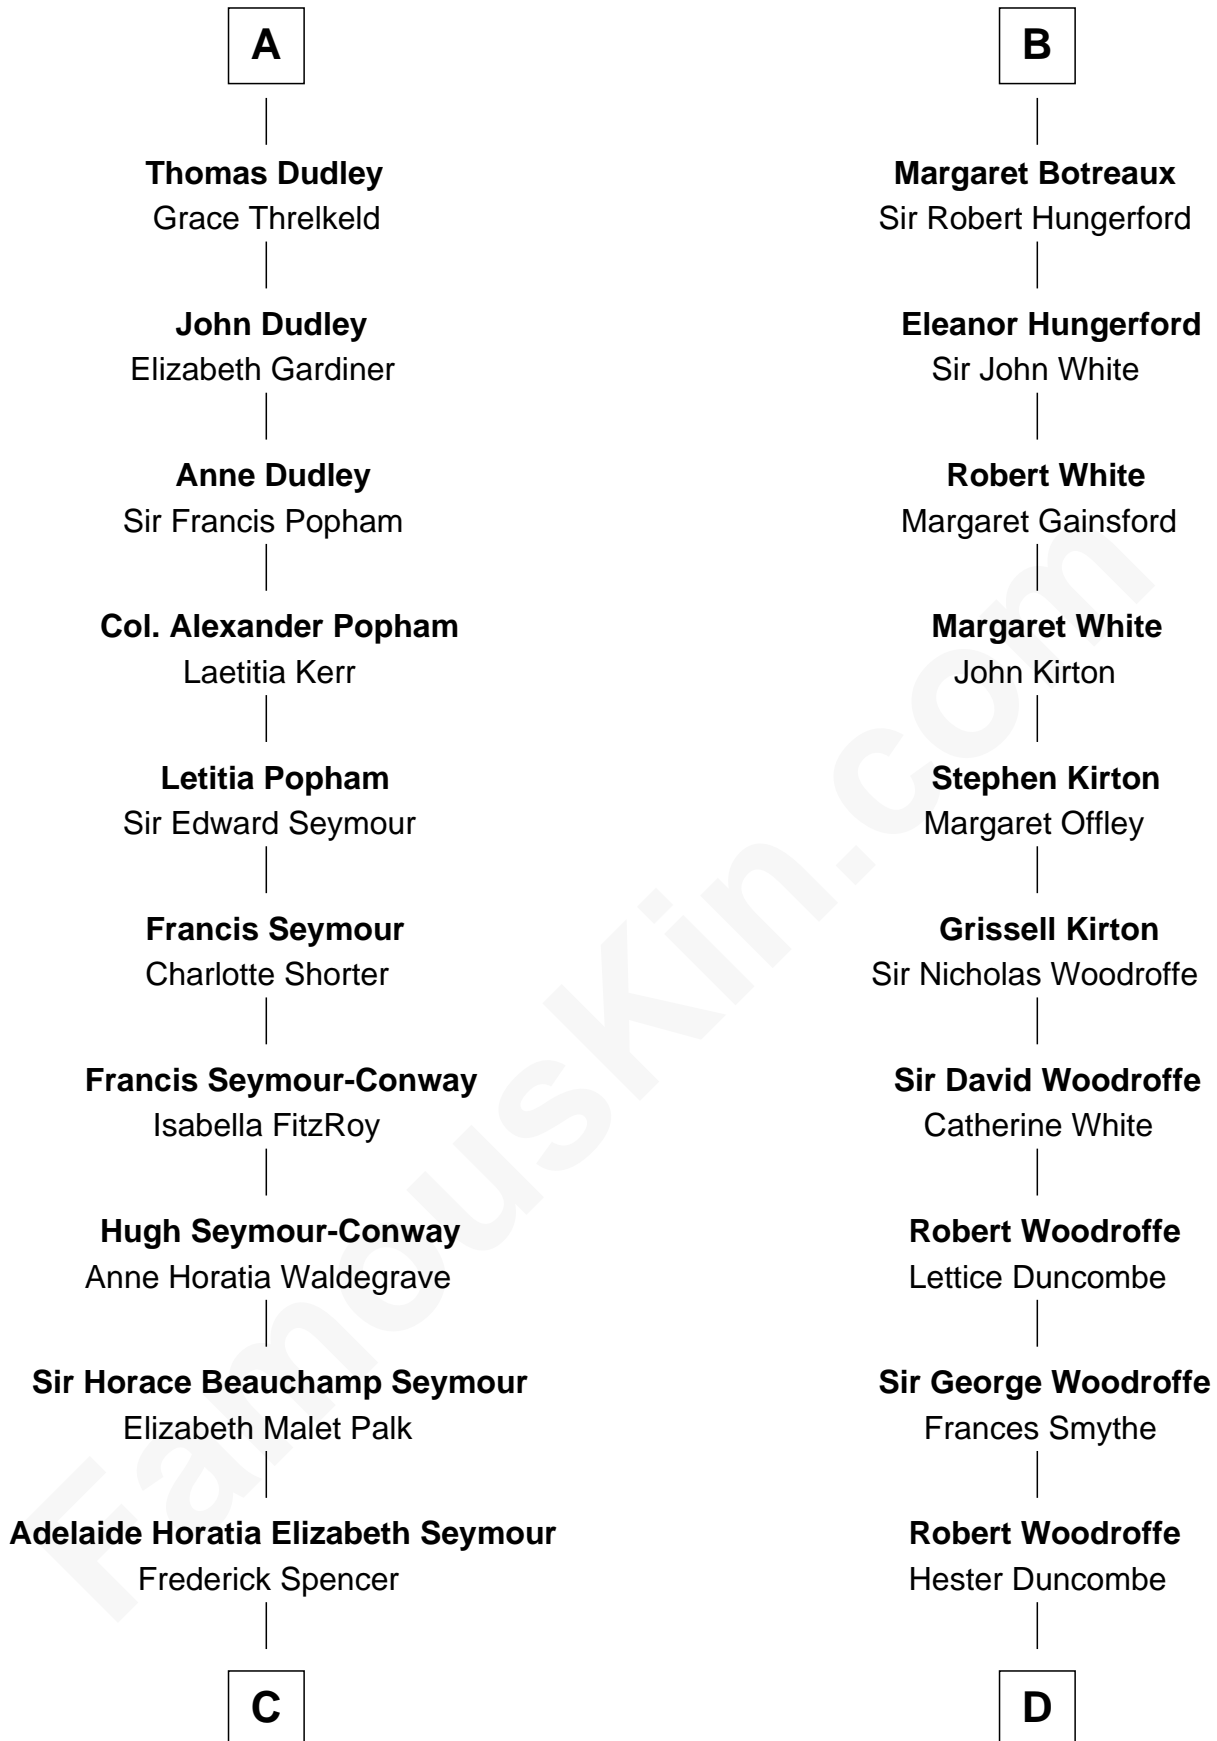 A
Thomas Dudley
Grace Threlkeld
John Dudley
Elizabeth Gardiner
Anne Dudley
Sir Francis Popham
Col. Alexander Popham
Laetitia Kerr
Letitia Popham
Sir Edward Seymour
Francis Seymour
Charlotte Shorter
Francis Seymour-Conway
Isabella FitzRoy
Hugh Seymour-Conway
Anne Horatia Waldegrave
Sir Horace Beauchamp Seymour
Elizabeth Malet Palk
Adelaide Horatia Elizabeth Seymour
Frederick Spencer
C
B
Margaret Botreaux
Sir Robert Hungerford
Eleanor Hungerford
Sir John White
Robert White
Margaret Gainsford
Margaret White
John Kirton
Stephen Kirton
Margaret Offley
Grissell Kirton
Sir Nicholas Woodroffe
Sir David Woodroffe
Catherine White
Robert Woodroffe
Lettice Duncombe
Sir George Woodroffe
Frances Smythe
Robert Woodroffe
Hester Duncombe
D
FamousKin.com